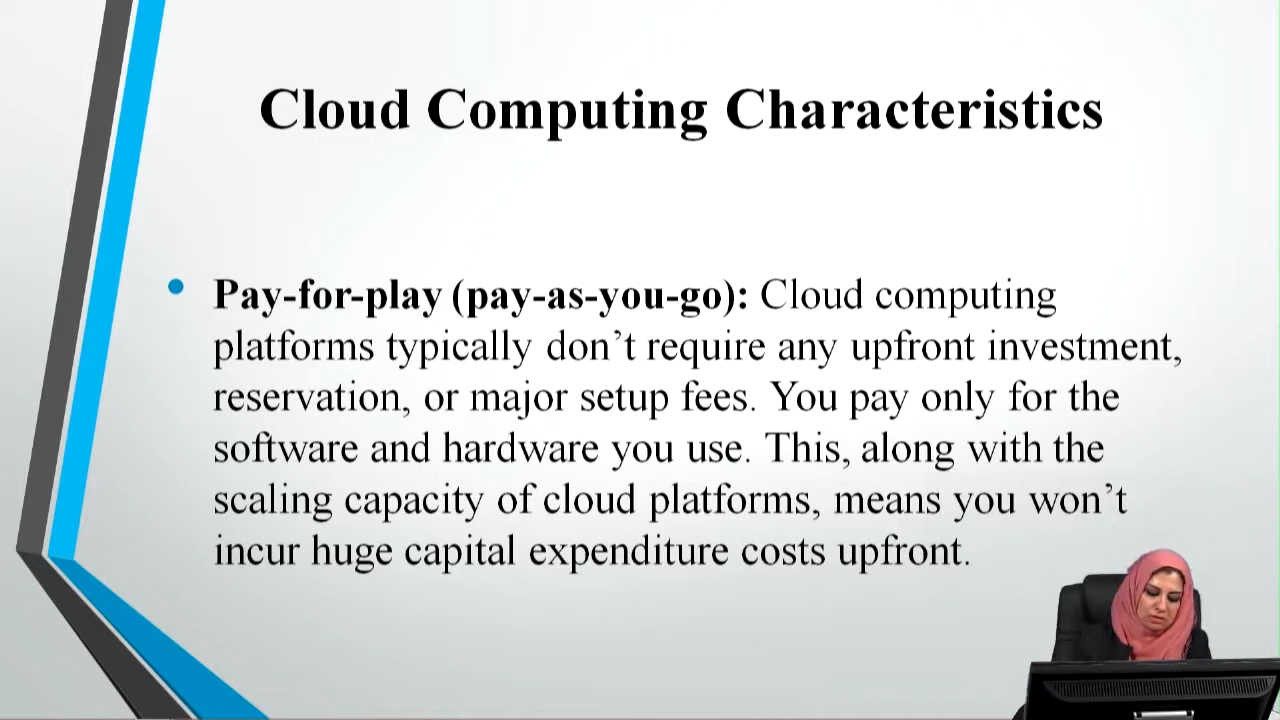 Cloud Computing Characteristics
• Pay-for-play (pay-as-you-go): Cloud computing
platforms typically don’t require any upfront investment,
reservation, or major setup fees. You pay only for the
software and hardware you use. This, along with the
scaling capacity of cloud platforms, means you won’t
incur huge capital expenditure costs upfront.